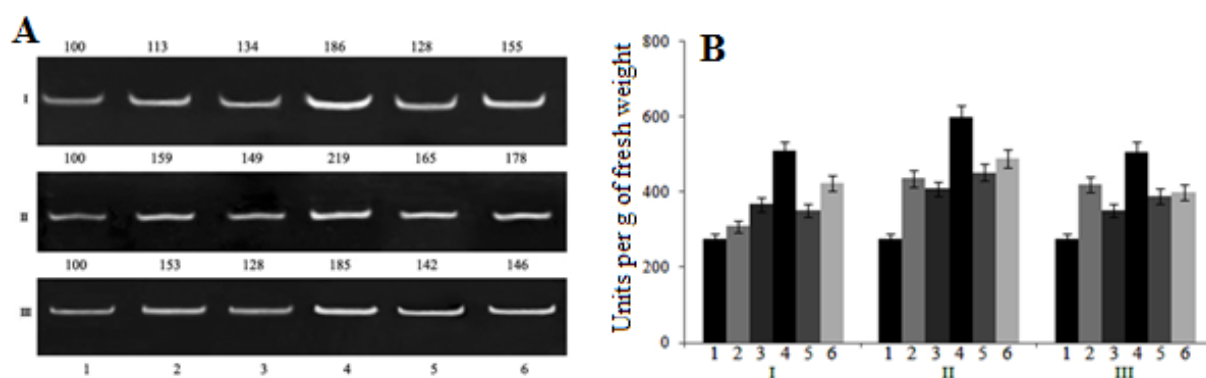 A
100 113 134 186 128 155
I
100 159 149 219 165 178
II
100 153 128 185 142 146
III
1 2 3 4 5 6
B
Units per g of fresh weight
800
600
400
200
0
1 2 3 4 5 6 1 2 3 4 5 6 1 2 3 4 5 6
I II III